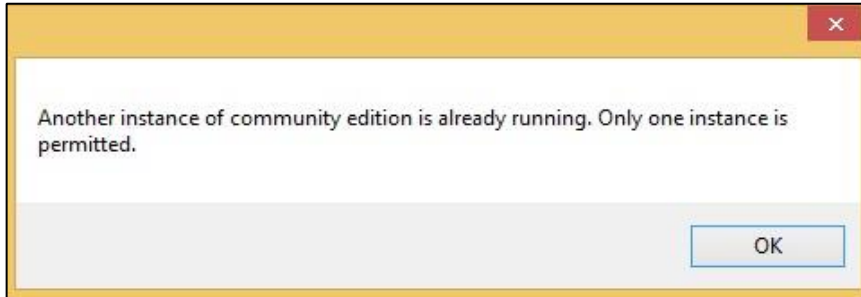 Another instance of community edition is already running. Only one instance is
permitted.
OK